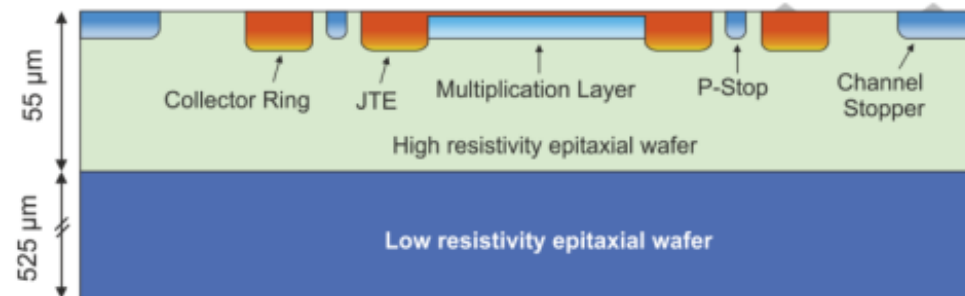 55 µm
Collector Ring
JTE
Multiplication Layer
P-Stop
Channel
Stopper
High resistivity epitaxial wafer
525 µm
Low resistivity epitaxial wafer